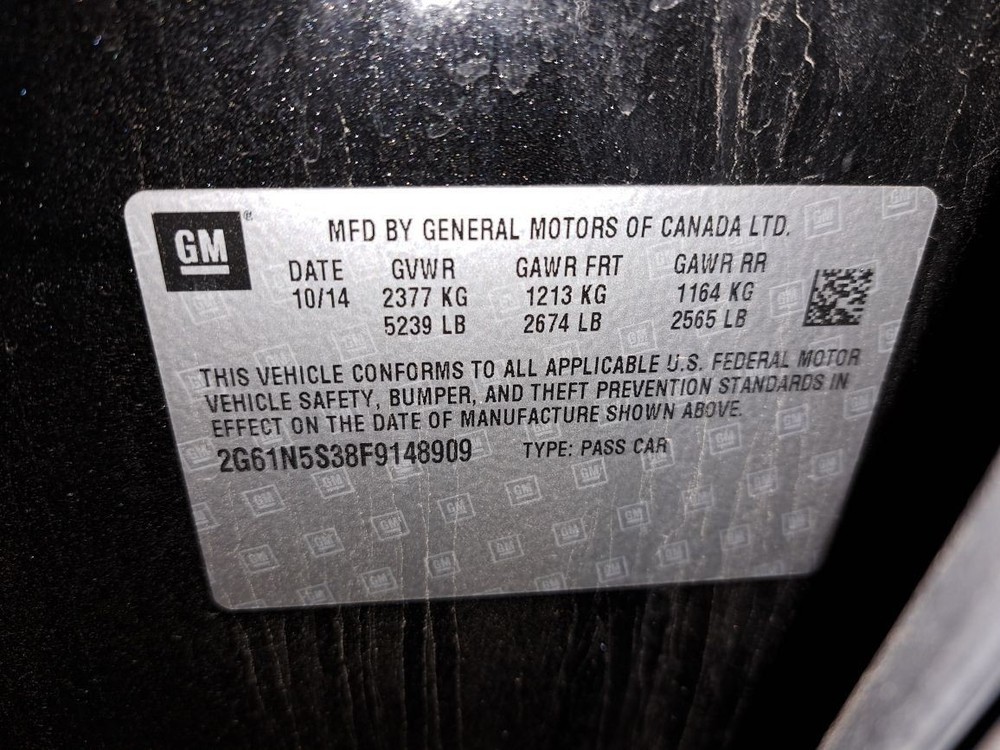 GM
MFD BY GENERAL MOTORS OF CANADA LTD.
DATE GVWR GAWR FRT GAWR RR
10/14 2377 KG 1213 KG 1164 KG
5239 LB 2674 LB 2565 LB
THIS VEHICLE CONFORMS TO ALL APPLICABLE U.S. FEDERAL MOTOR
VEHICLE SAFETY, BUMPER, AND THEFT PREVENTION STANDARDS IN
EFFECT ON THE DATE OF MANUFACTURE SHOWN ABOVE.
2G61N5S38F9148909 TYPE: PASS CAR